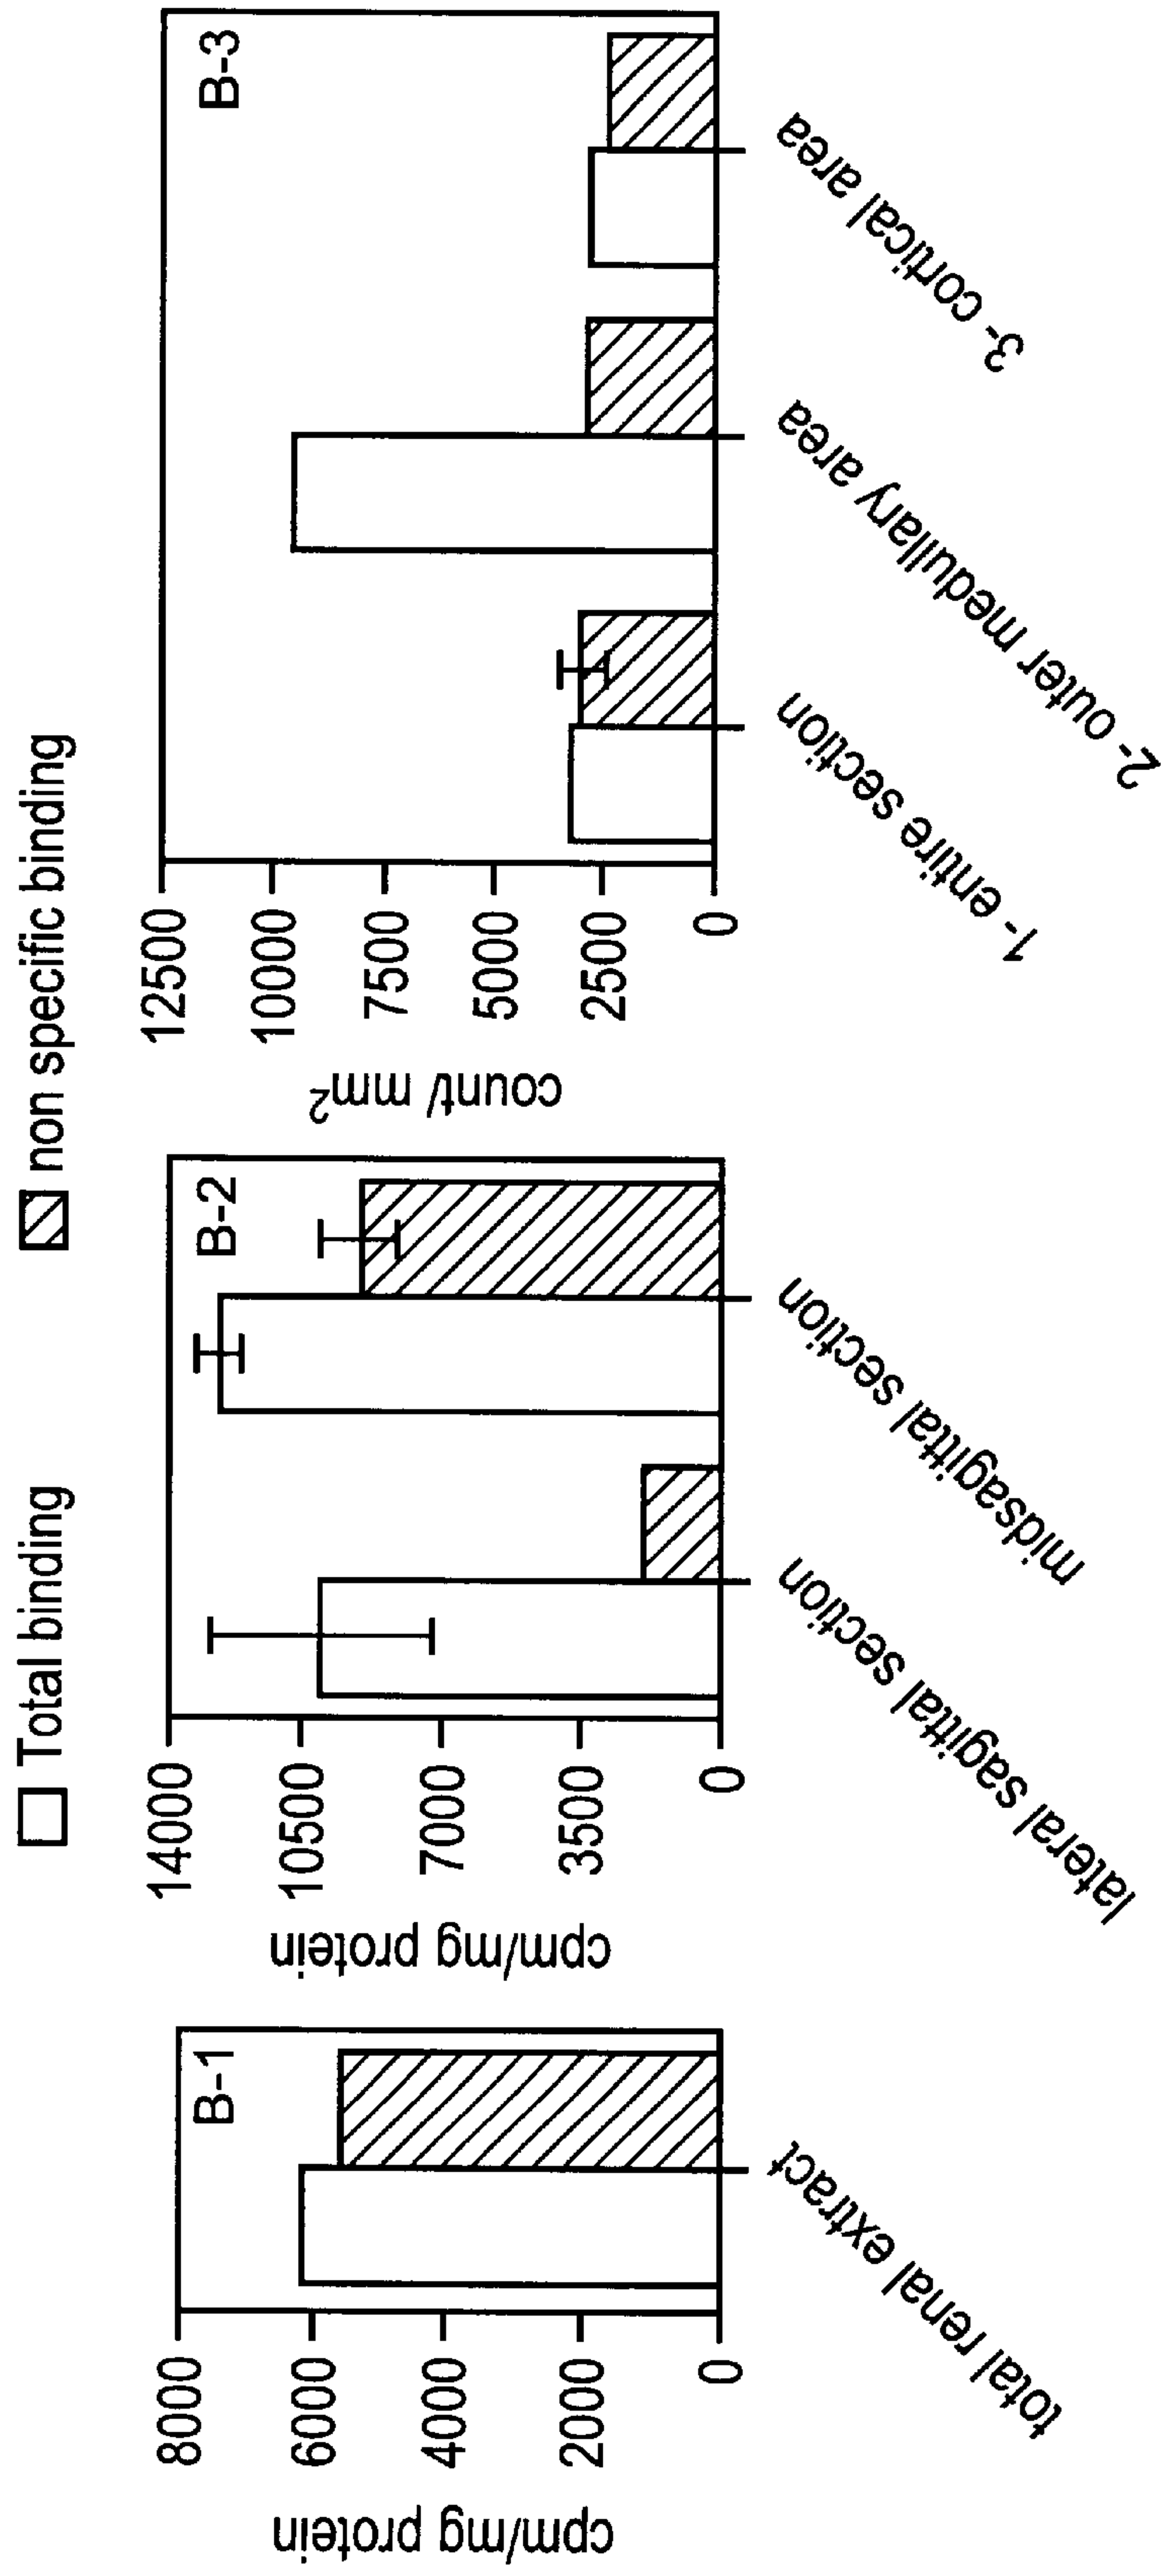 Total binding
non specific binding
B-1
cpm/mg protein
8000
6000
4000
2000
0
total renal extract
B-2
cpm/mg protein
14000
10500
7000
3500
0
lateral sagittal section
midsagittal section
B-3
count/ mm²
12500
10000
7500
5000
2500
0
1- entire section
2- outer medullary area
3- cortical area